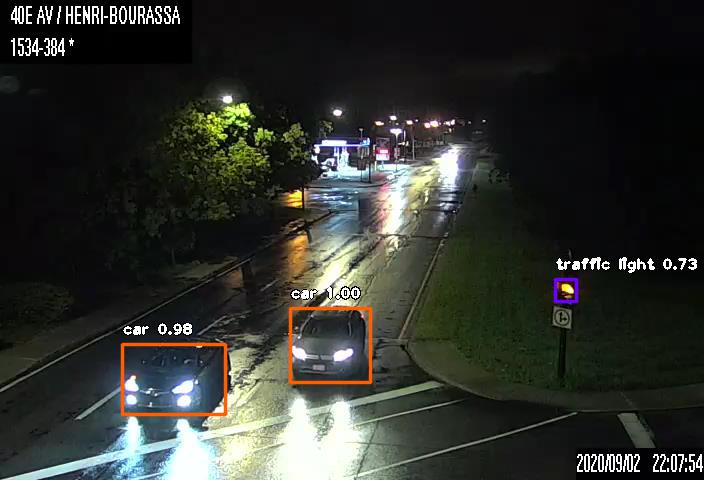 40E AV / HENRI-BOURASSA
1534-384 *
traffic light 0.73
car 1.00
car 0.98
2020/09/02 22:07:54